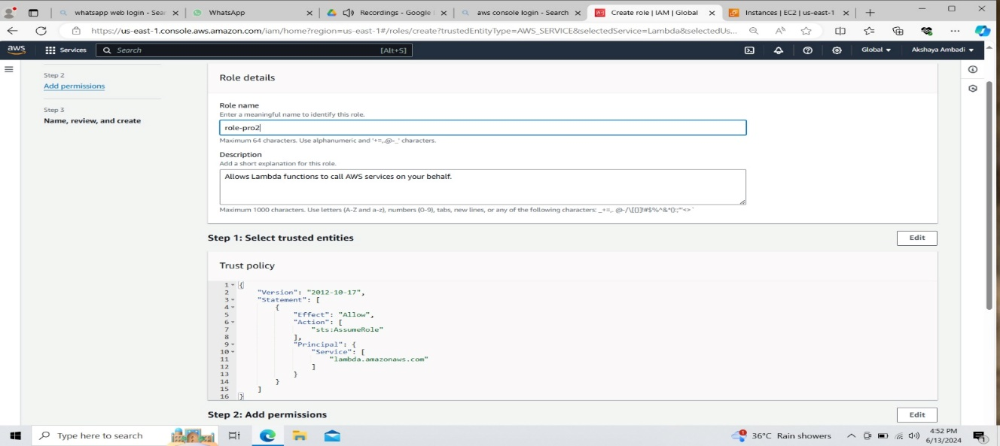 whatsapp web login - Sear
WhatsApp
Recordings - Google
aws console login - Search
Create role | IAM | Global
Instances | EC2 | us-east-1
https://us-east-1.console.aws.amazon.com/iam/home?region=us-east-1#/roles/create?trustedEntityType=AWS_SERVICE&selectedService=Lambda&selectedUs...
aws
Services
Search
[Alt+S]
Global
Akshaya Ambadi
Step 2
Add permissions
Step 3
Name, review, and create
Role details
Role name
Enter a meaningful name to identify this role.
role-pro2
Maximum 64 characters. Use alphanumeric and '+=,.@-_' characters.
Description
Add a short explanation for this role.
Allows Lambda functions to call AWS services on your behalf.
Maximum 1000 characters. Use letters (A-Z and a-z), numbers (0-9), tabs, new lines, or any of the following characters:
Step 1: Select trusted entities
Edit
Trust policy
1 {
2 "Version": "2012-10-17",
3 "Statement": [
4 {
5 "Effect": "Allow",
6 "Action": [
7 "sts:AssumeRole"
8 ],
9 "Principal": {
10 "Service": [
11 "lambda.amazonaws.com"
12 ]
13 }
14 }
15 ]
16 }
Step 2: Add permissions
Edit
Type here to search
36°C Rain showers
4:52 PM
6/13/2024